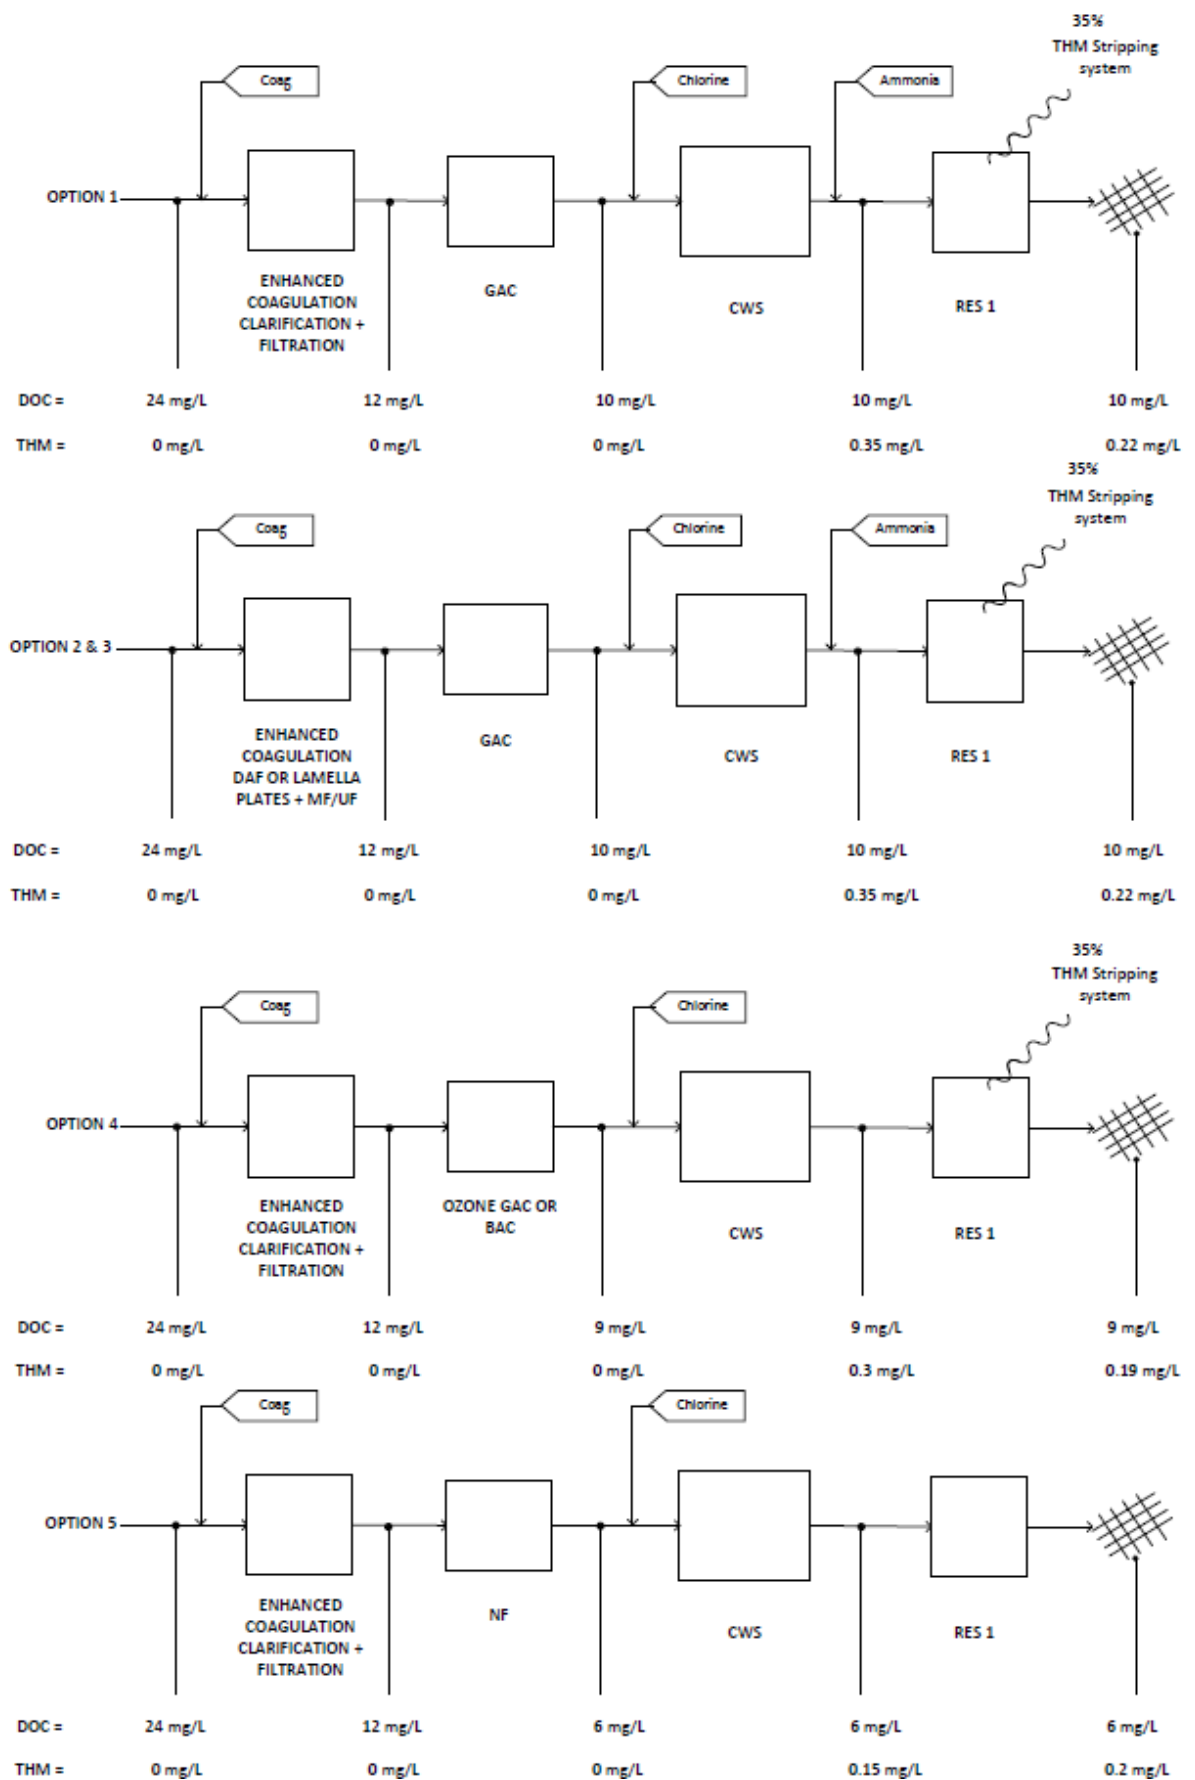 35%
THM Stripping
system
Coag
Chlorine
Ammonia
OPTION 1
ENHANCED
COAGULATION
CLARIFICATION +
FILTRATION
GAC
CWS
RES 1
DOC = 24 mg/L 12 mg/L 10 mg/L 10 mg/L 10 mg/L
THM = 0 mg/L 0 mg/L 0 mg/L 0.35 mg/L 0.22 mg/L
35%
THM Stripping
system
Coag
Chlorine
Ammonia
OPTION 2 & 3
ENHANCED
COAGULATION
DAF OR LAMELLA
PLATES + MF/UF
GAC
CWS
RES 1
DOC = 24 mg/L 12 mg/L 10 mg/L 10 mg/L 10 mg/L
THM = 0 mg/L 0 mg/L 0 mg/L 0.35 mg/L 0.22 mg/L
35%
THM Stripping
system
Coag
Chlorine
OPTION 4
ENHANCED
COAGULATION
CLARIFICATION +
FILTRATION
OZONE GAC OR
BAC
CWS
RES 1
DOC = 24 mg/L 12 mg/L 9 mg/L 9 mg/L 9 mg/L
THM = 0 mg/L 0 mg/L 0 mg/L 0.3 mg/L 0.19 mg/L
Coag
Chlorine
OPTION 5
ENHANCED
COAGULATION
CLARIFICATION +
FILTRATION
NF
CWS
RES 1
DOC = 24 mg/L 12 mg/L 6 mg/L 6 mg/L 6 mg/L
THM = 0 mg/L 0 mg/L 0 mg/L 0.15 mg/L 0.2 mg/L